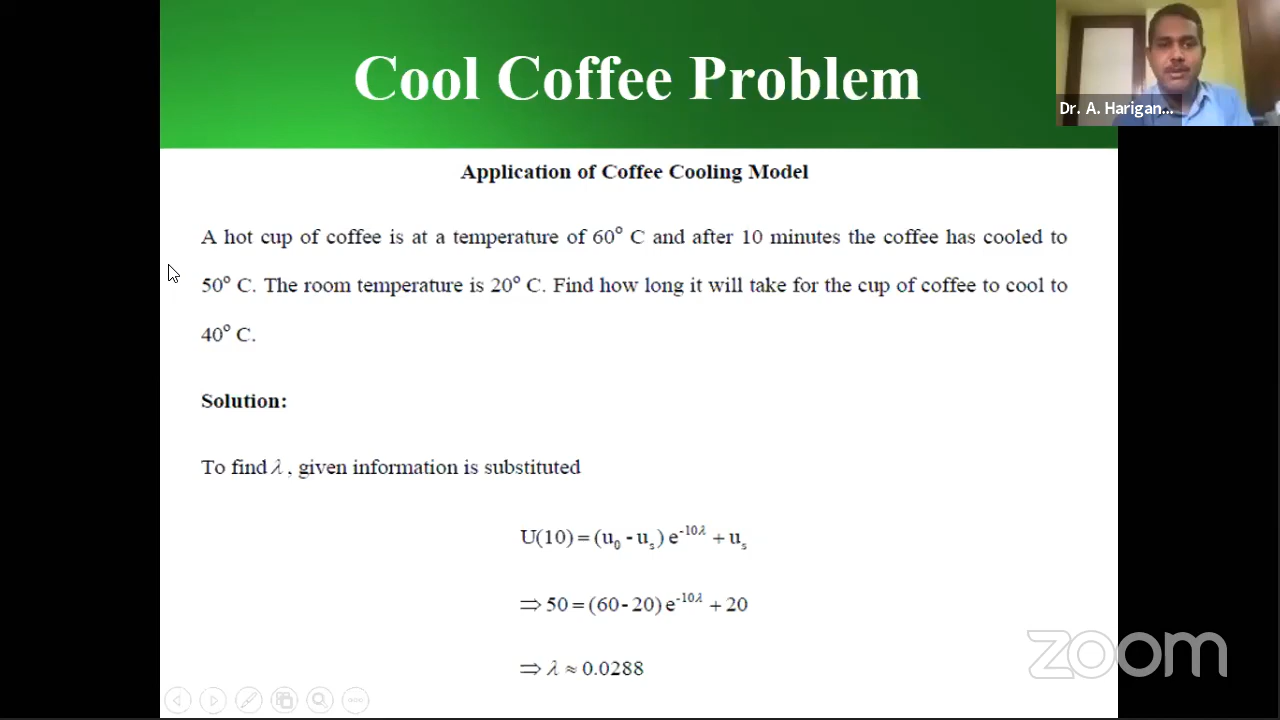 Cool Coffee Problem
Dr. A. Harigan...
Application of Coffee Cooling Model
A hot cup of coffee is at a temperature of 60° C and after 10 minutes the coffee has cooled to
50° C. The room temperature is 20° C. Find how long it will take for the cup of coffee to cool to
40° C.
Solution:
To find λ, given information is substituted
U(10) = (u₀ - uₛ) e^{-10λ} + uₛ
⇒ 50 = (60 - 20) e^{-10λ} + 20
⇒ λ ≈ 0.0288
zoom